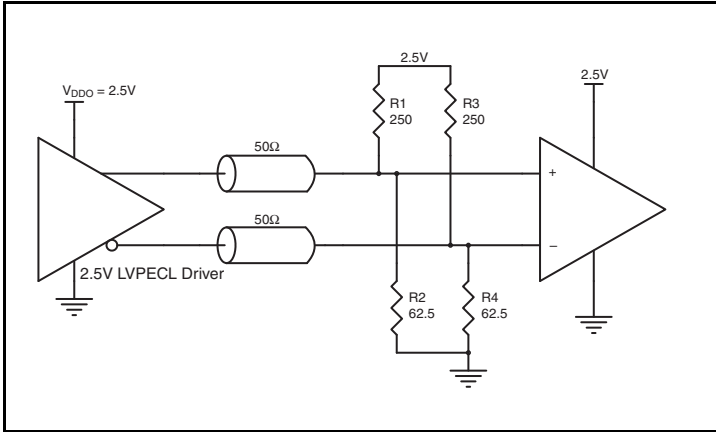 2.5V
V_DDO = 2.5V
2.5V
R1
250
R3
250
50Ω
+
50Ω
−
2.5V LVPECL Driver
R2
62.5
R4
62.5